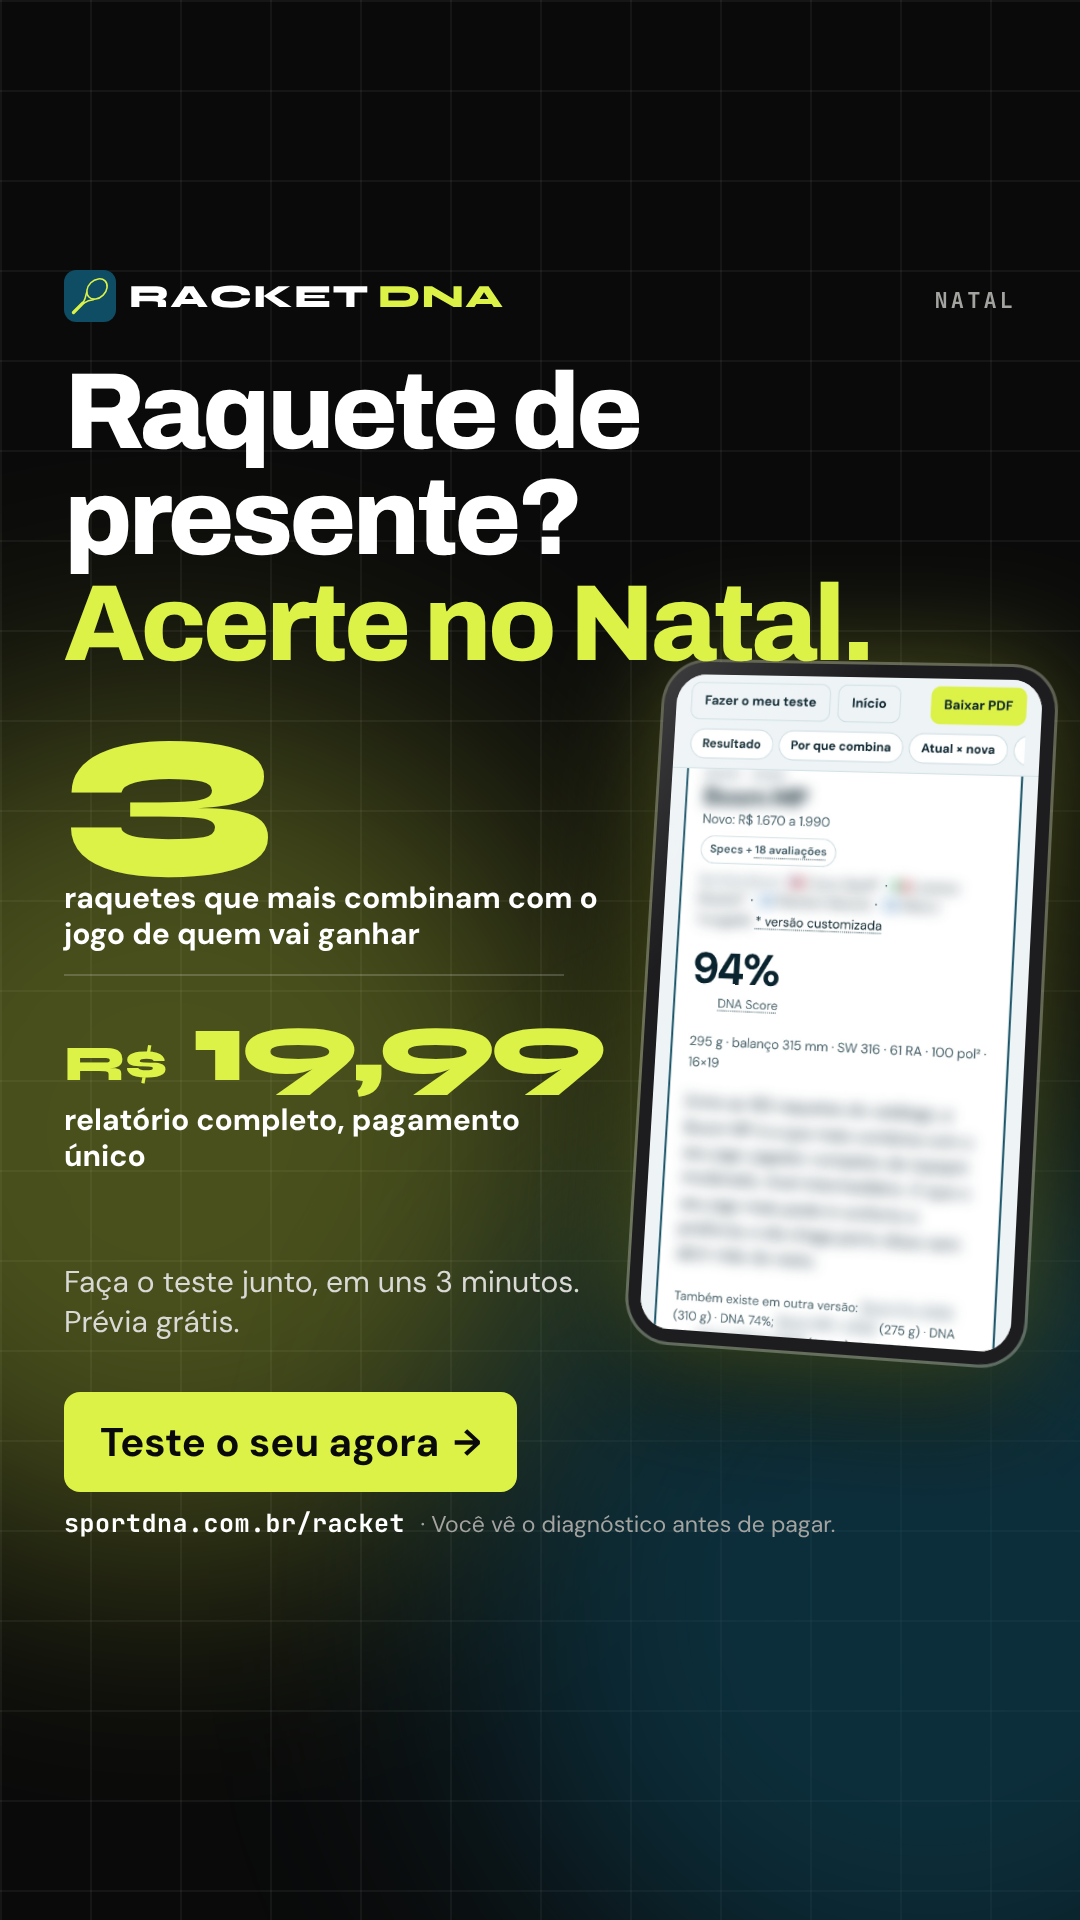 RACKET DNA
NATAL
Raquete de
presente?
Acerte no Natal.
3
raquetes que mais combinam com o
jogo de quem vai ganhar
R$ 19,99
relatório completo, pagamento
único
Faça o teste junto, em uns 3 minutos.
Prévia grátis.
Teste o seu agora →
sportdna.com.br/racket · Você vê o diagnóstico antes de pagar.
Fazer o meu teste
Início
Baixar PDF
Resultado
Por que combina
Atual × nova
Novo: R$ 1.670 a 1.990
Specs + 18 avaliações
* versão customizada
94%
DNA Score
295 g · balanço 315 mm · SW 316 · 61 RA · 100 pol² ·
16×19
Também existe em outra versão:
(310 g) · DNA 74%; (275 g) · DNA